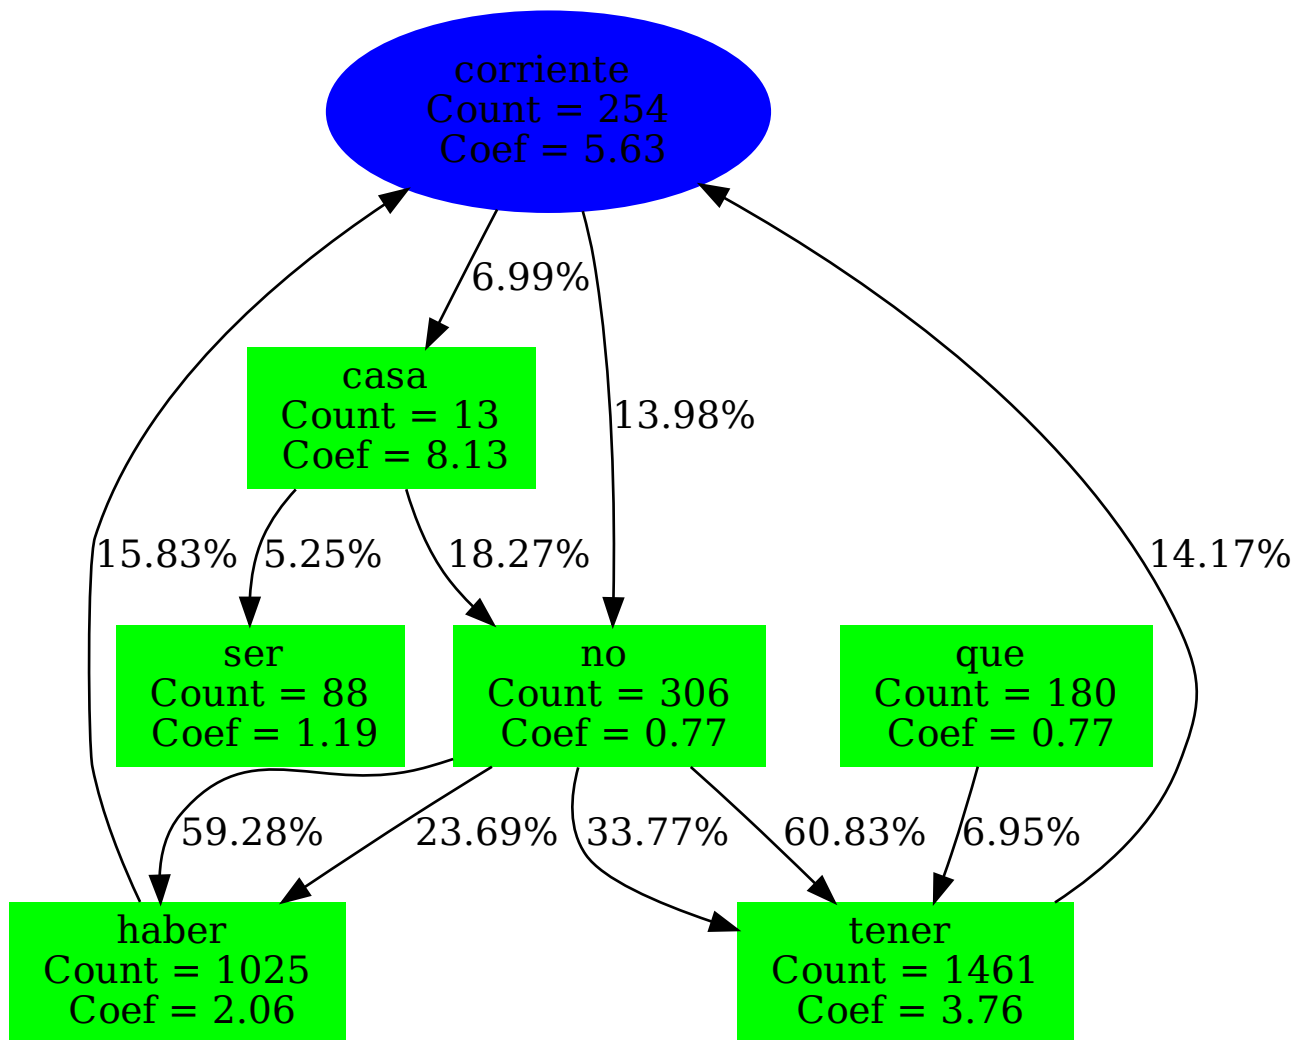 corriente
Count = 254
Coef = 5.63
6.99%
casa
Count = 13
Coef = 8.13
13.98%
15.83%
5.25%
18.27%
14.17%
ser
Count = 88
Coef = 1.19
no
Count = 306
Coef = 0.77
que
Count = 180
Coef = 0.77
59.28%
23.69%
33.77%
60.83%
6.95%
haber
Count = 1025
Coef = 2.06
tener
Count = 1461
Coef = 3.76